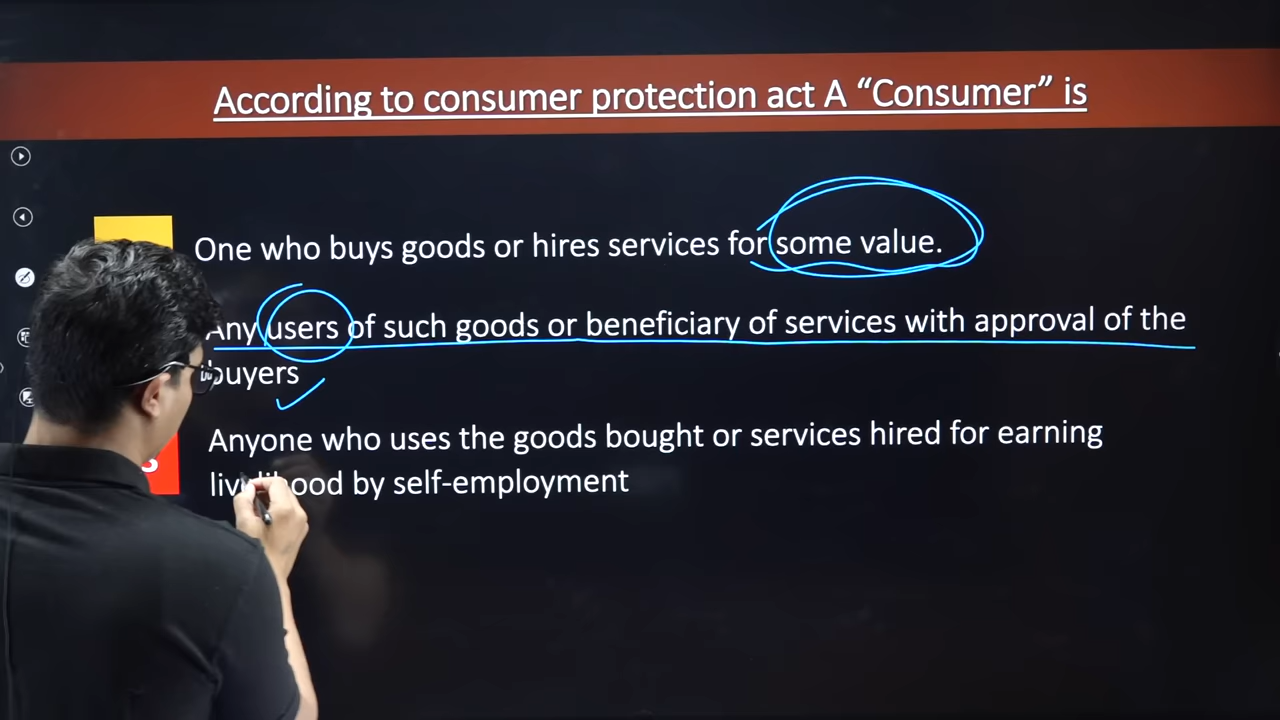 According to consumer protection act A “Consumer” is
One who buys goods or hires services for some value.
Any users of such goods or beneficiary of services with approval of the
buyers
Anyone who uses the goods bought or services hired for earning
livelihood by self-employment